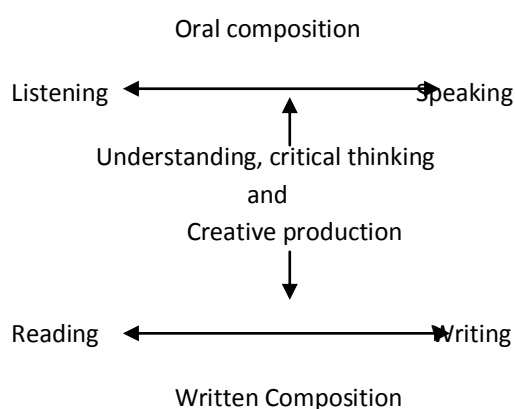 Oral composition
Listening Speaking
Understanding, critical thinking
and
Creative production
Reading Writing
Written Composition